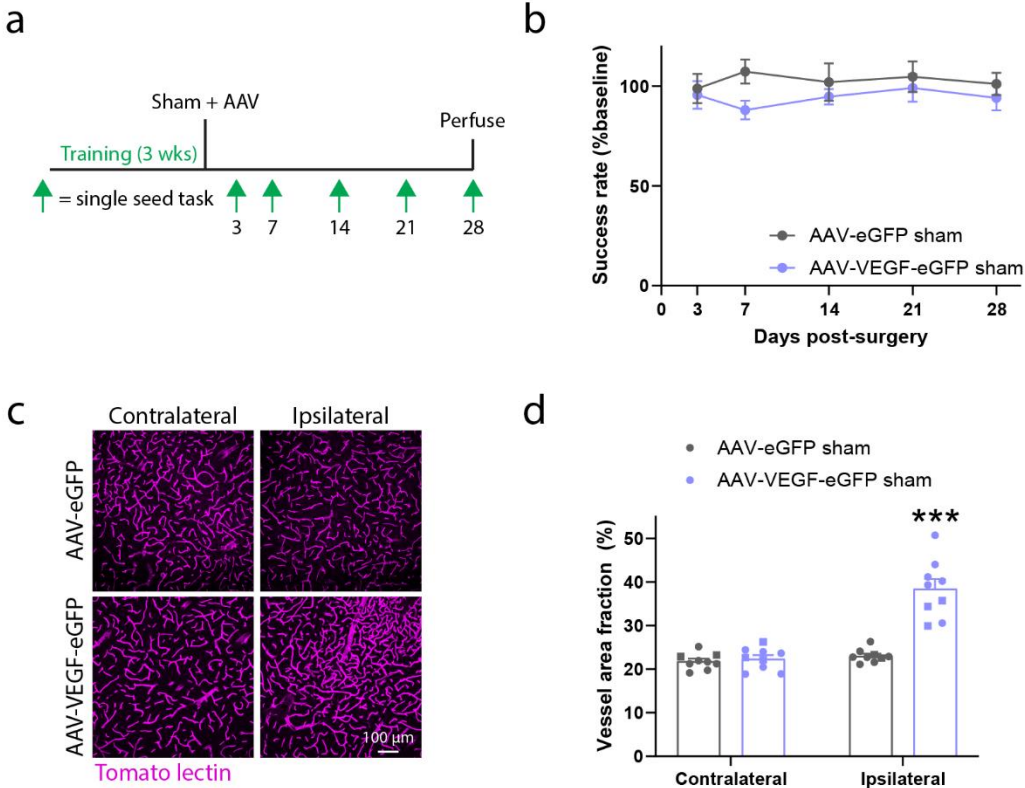 a
Sham + AAV
Perfuse
Training (3 wks)
= single seed task
3 7 14 21 28
b
Success rate (%baseline)
100
50
0
0 3 7 14 21 28
Days post-surgery
AAV-eGFP sham
AAV-VEGF-eGFP sham
c
Contralateral Ipsilateral
AAV-eGFP
AAV-VEGF-eGFP
100 µm
Tomato lectin
d
AAV-eGFP sham
AAV-VEGF-eGFP sham
***
Vessel area fraction (%)
50
40
30
20
10
0
Contralateral Ipsilateral